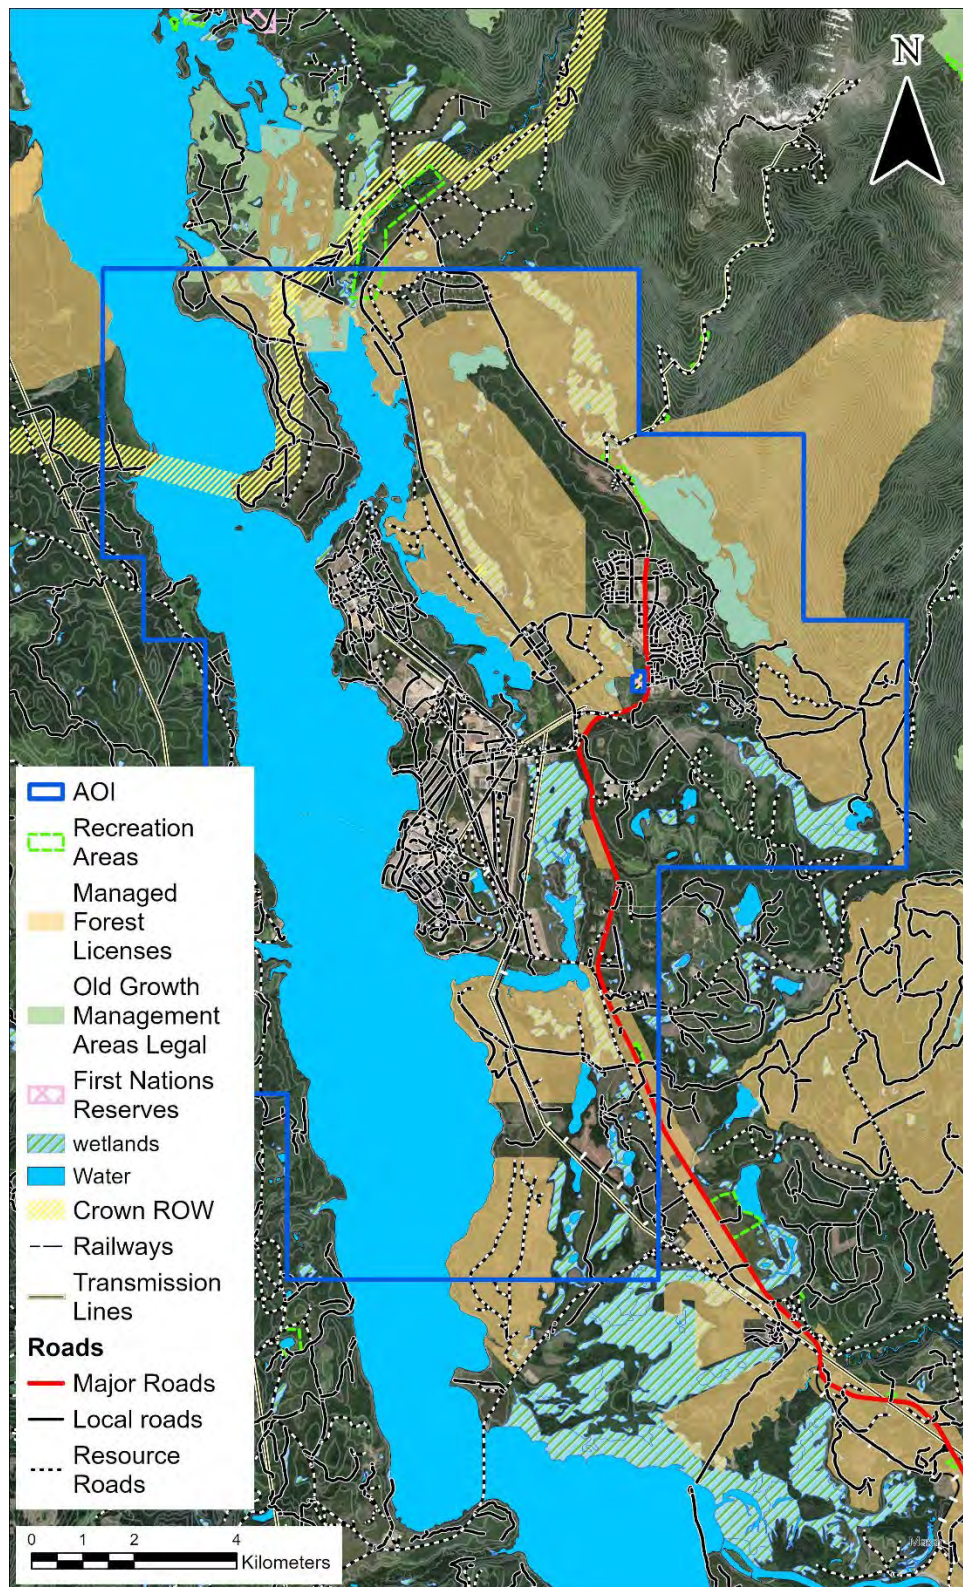 N
AOI
Recreation
Areas
Managed
Forest
Licenses
Old Growth
Management
Areas Legal
First Nations
Reserves
wetlands
Water
Crown ROW
Railways
Transmission
Lines
Roads
Major Roads
Local roads
Resource
Roads
0 1 2 4
Kilometers